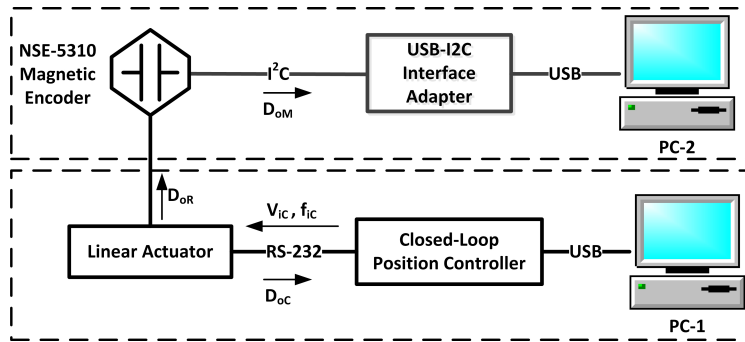 NSE-5310
Magnetic
Encoder
I²C
DoM
USB-I2C
Interface
Adapter
USB
PC-2
DoR
Linear Actuator
ViC , fiC
RS-232
DoC
Closed-Loop
Position Controller
USB
PC-1